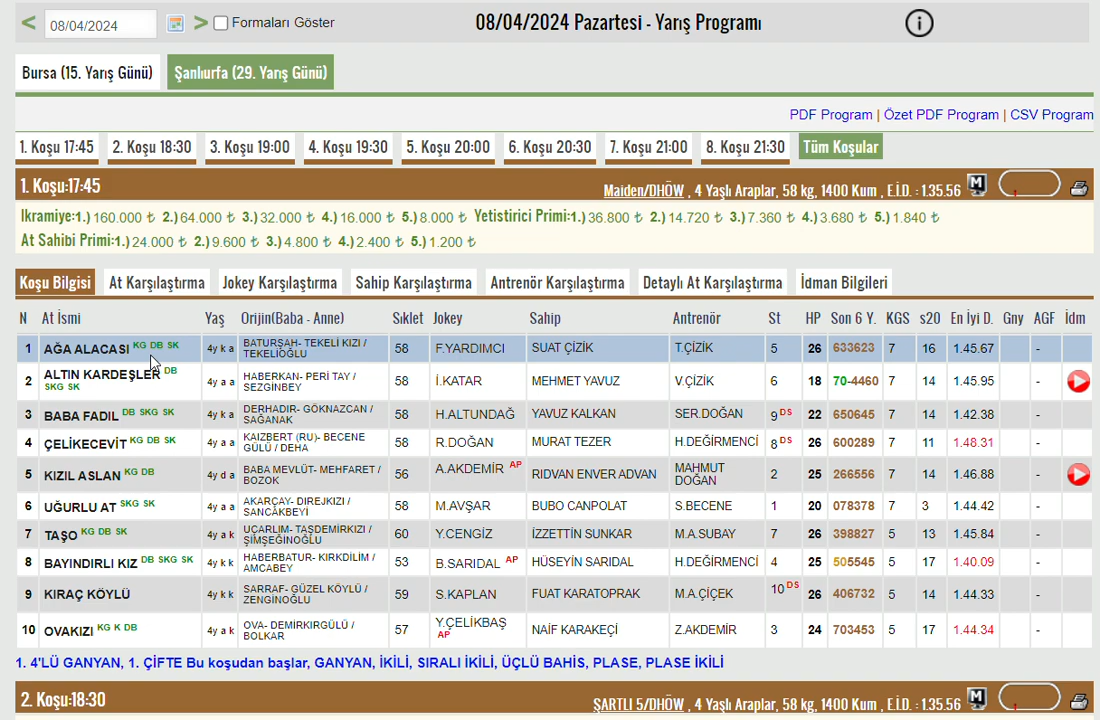 08/04/2024 Formaları Göster 08/04/2024 Pazartesi - Yarış Programı
Bursa (15. Yarış Günü) Şanlıurfa (29. Yarış Günü)
PDF Program | Özet PDF Program | CSV Program
1. Koşu 17:45 2. Koşu 18:30 3. Koşu 19:00 4. Koşu 19:30 5. Koşu 20:00 6. Koşu 20:30 7. Koşu 21:00 8. Koşu 21:30 Tüm Koşular
1. Koşu:17:45 Maiden/DHÖW , 4 Yaşlı Araplar, 58 kg, 1400 Kum , E.İ.D. : 1.35.56 M
Ikramiye:1.) 160.000 ₺ 2.) 64.000 ₺ 3.) 32.000 ₺ 4.) 16.000 ₺ 5.) 8.000 ₺ Yetistirici Primi:1.) 36.800 ₺ 2.) 14.720 ₺ 3.) 7.360 ₺ 4.) 3.680 ₺ 5.) 1.840 ₺
At Sahibi Primi:1.) 24.000 ₺ 2.) 9.600 ₺ 3.) 4.800 ₺ 4.) 2.400 ₺ 5.) 1.200 ₺
Koşu Bilgisi At Karşılaştırma Jokey Karşılaştırma Sahip Karşılaştırma Antrenör Karşılaştırma Detaylı At Karşılaştırma İdman Bilgileri
N At İsmi Yaş Orijin(Baba - Anne) Sıklet Jokey Sahip Antrenör St HP Son 6 Y. KGS s20 En İyi D. Gny AGF İdm
1 AĞA ALACASI KG DB SK 4y k a BATURŞAH- TEKELİ KIZI / TEKELİOĞLU 58 F.YARDIMCI SUAT ÇİZİK T.ÇİZİK 5 26 633623 7 16 1.45.67 -
2 ALTIN KARDEŞLER DB SKG SK 4y a a HABERKAN- PERİ TAY / SEZGINBEY 58 İ.KATAR MEHMET YAVUZ V.ÇİZİK 6 18 70-4460 7 14 1.45.95 -
3 BABA FADIL DB SKG SK 4y k a DERHADIR- GÖKNAZCAN / SAĞANAK 58 H.ALTUNDAĞ YAVUZ KALKAN SER.DOĞAN 9 DS 22 650645 7 14 1.42.38 -
4 ÇELİKECEVİT KG DB SK 4y a a KAIZBERT (RU)- BECENE GÜLÜ / DEHA 58 R.DOĞAN MURAT TEZER H.DEĞİRMENCİ 8 DS 26 600289 7 11 1.48.31 -
5 KIZIL ASLAN KG DB 4y d a BABA MEVLÜT- MEHFARET / BOZOK 56 A.AKDEMİR AP RIDVAN ENVER ADVAN MAHMUT DOĞAN 2 25 266556 7 14 1.46.88 -
6 UĞURLU AT SKG SK 4y a a AKARÇAY- DIREJKIZI / SANCAKBEYİ 58 M.AVŞAR BUBO CANPOLAT S.BECENE 1 20 078378 7 3 1.44.42 -
7 TAŞO KG DB SK 4y a k UÇARLIM- TAŞDEMİRKIZI / ŞİMŞEĞİNOĞLU 60 Y.CENGİZ İZZETTİN SUNKAR M.A.SUBAY 7 26 398827 5 13 1.45.84 -
8 BAYINDIRLI KIZ DB SKG SK 4y k k HABERBATUR- KIRKDİLİM / AMCABEY 53 B.SARIDAL AP HÜSEYİN SARIDAL H.DEĞİRMENCİ 4 25 505545 5 17 1.40.09 -
9 KIRAÇ KÖYLÜ 4y k k SARRAF- GÜZEL KÖYLÜ / ZENGİNOĞLU 59 S.KAPLAN FUAT KARATOPRAK M.A.ÇİÇEK 10 DS 26 406732 5 14 1.44.33 -
10 OVAKIZI KG K DB 4y a k OVA- DEMİRKIRGÜLÜ / BOLKAR 57 Y.ÇELİKBAŞ AP NAİF KARAKEÇİ Z.AKDEMİR 3 24 703453 5 17 1.44.34 -
1. 4'LÜ GANYAN, 1. ÇİFTE Bu koşudan başlar, GANYAN, İKİLİ, SIRALI İKİLİ, ÜÇLÜ BAHİS, PLASE, PLASE İKİLİ
2. Koşu:18:30 ŞARTLI 5/DHÖW , 4 Yaşlı Araplar, 58 kg, 1400 Kum , E.İ.D. : 1.35.56 M